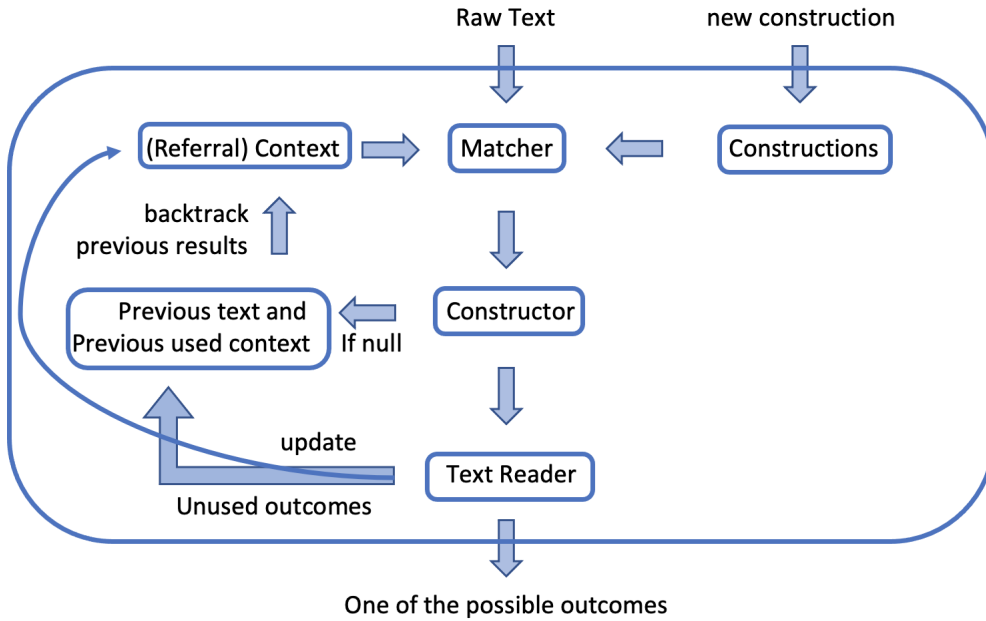 Raw Text
new construction
(Referral) Context
Matcher
Constructions
backtrack
previous results
Previous text and
Previous used context
If null
Constructor
update
Text Reader
Unused outcomes
One of the possible outcomes